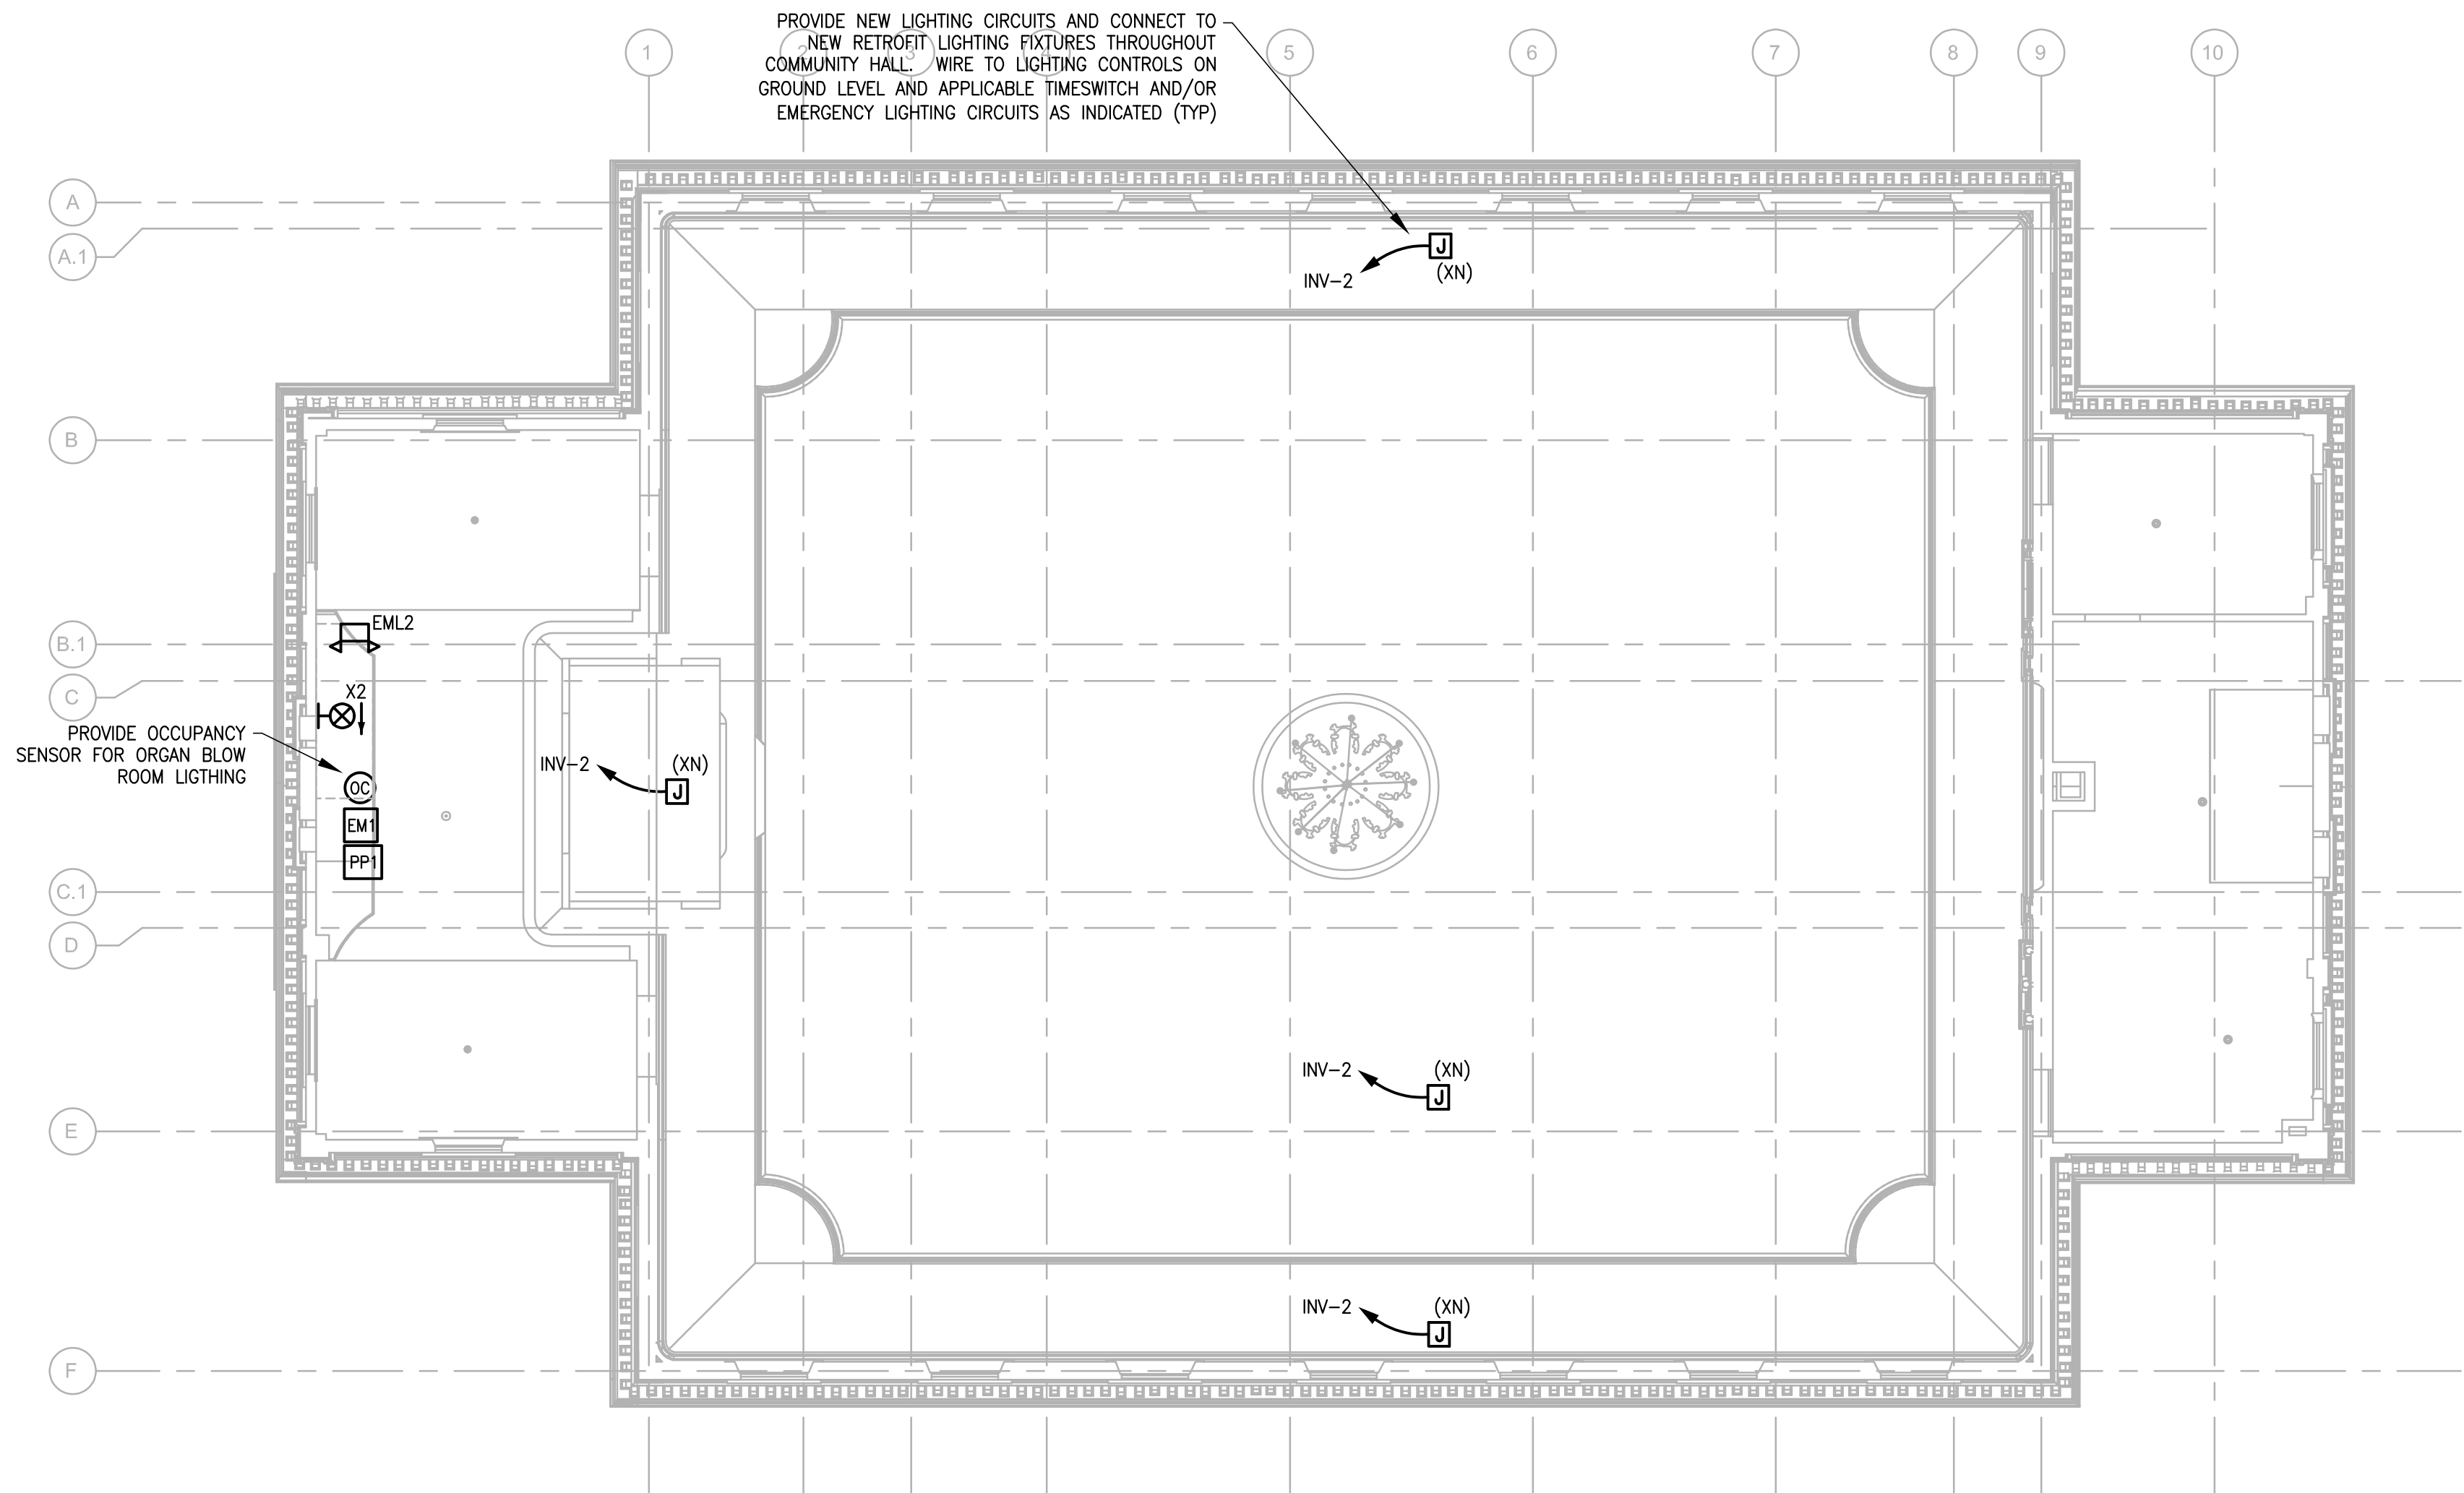 PROVIDE NEW LIGHTING CIRCUITS AND CONNECT TO
NEW RETROFIT LIGHTING FIXTURES THROUGHOUT
COMMUNITY HALL. WIRE TO LIGHTING CONTROLS ON
GROUND LEVEL AND APPLICABLE TIMESWITCH AND/OR
EMERGENCY LIGHTING CIRCUITS AS INDICATED (TYP)
1
2
3
4
5
6
7
8
9
10
A
A.1
J
(XN)
INV-2
B
EML2
B.1
C
X2
PROVIDE OCCUPANCY
SENSOR FOR ORGAN BLOW
ROOM LIGTHING
OC
EM1
PP1
INV-2
(XN)
J
C.1
D
INV-2
(XN)
J
E
INV-2
(XN)
J
F